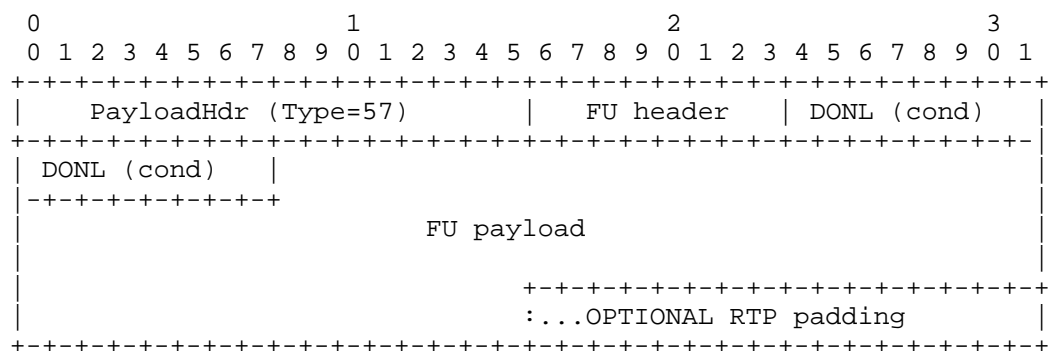 0                   1                   2                   3
 0 1 2 3 4 5 6 7 8 9 0 1 2 3 4 5 6 7 8 9 0 1 2 3 4 5 6 7 8 9 0 1
+-+-+-+-+-+-+-+-+-+-+-+-+-+-+-+-+-+-+-+-+-+-+-+-+-+-+-+-+-+-+-+-+
|    PayloadHdr (Type=57)       |   FU header   | DONL (cond)   |
+-+-+-+-+-+-+-+-+-+-+-+-+-+-+-+-+-+-+-+-+-+-+-+-+-+-+-+-+-+-+-+-|
| DONL (cond)   |                                               |
|-+-+-+-+-+-+-+-+                                               |
|                         FU payload                            |
|                                                               |
|                               +-+-+-+-+-+-+-+-+-+-+-+-+-+-+-+-+
|                               :...OPTIONAL RTP padding        |
+-+-+-+-+-+-+-+-+-+-+-+-+-+-+-+-+-+-+-+-+-+-+-+-+-+-+-+-+-+-+-+-+